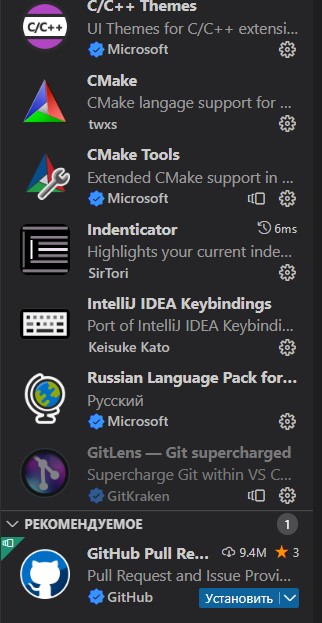 C/C++ Themes
C/C++
UI Themes for C/C++ extensi...
Microsoft
CMake
CMake langage support for ...
twxs
CMake Tools
Extended CMake support in ...
Microsoft
Indenticator 6ms
Highlights your current inde...
SirTori
IntelliJ IDEA Keybindings
Port of IntelliJ IDEA Keybindi...
Keisuke Kato
Russian Language Pack for...
Русский
Microsoft
GitLens — Git supercharged
Supercharge Git within VS C...
GitKraken
РЕКОМЕНДУЕМОЕ 1
GitHub Pull Re... 9.4M 3
Pull Request and Issue Provi...
GitHub Установить